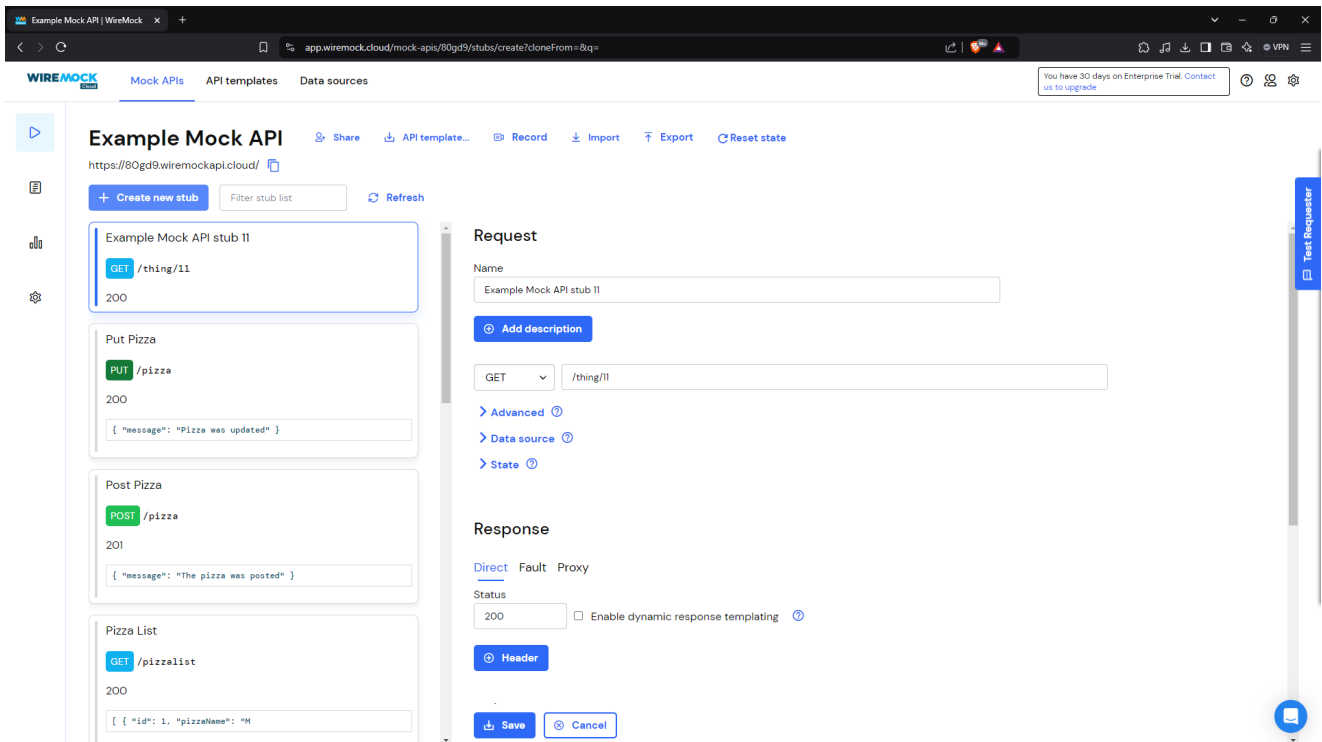 Example Mock API | WireMock
app.wiremock.cloud/mock-apis/80gd9/stubs/create?cloneFrom=&q=
VPN
WIREMOCK
Cloud
Mock APIs
API templates
Data sources
You have 30 days on Enterprise Trial. Contact
us to upgrade
Example Mock API
Share
API template...
Record
Import
Export
Reset state
https://80gd9.wiremockapi.cloud/
Create new stub
Filter stub list
Refresh
Example Mock API stub 11
GET /thing/11
200
Put Pizza
PUT /pizza
200
{ "message": "Pizza was updated" }
Post Pizza
POST /pizza
201
{ "message": "The pizza was posted" }
Pizza List
GET /pizzalist
200
[ { "id": 1, "pizzaName": "M
Request
Name
Example Mock API stub 11
Add description
GET
/thing/11
Advanced
Data source
State
Response
Direct Fault Proxy
Status
200
Enable dynamic response templating
Header
Save
Cancel
Test Requester